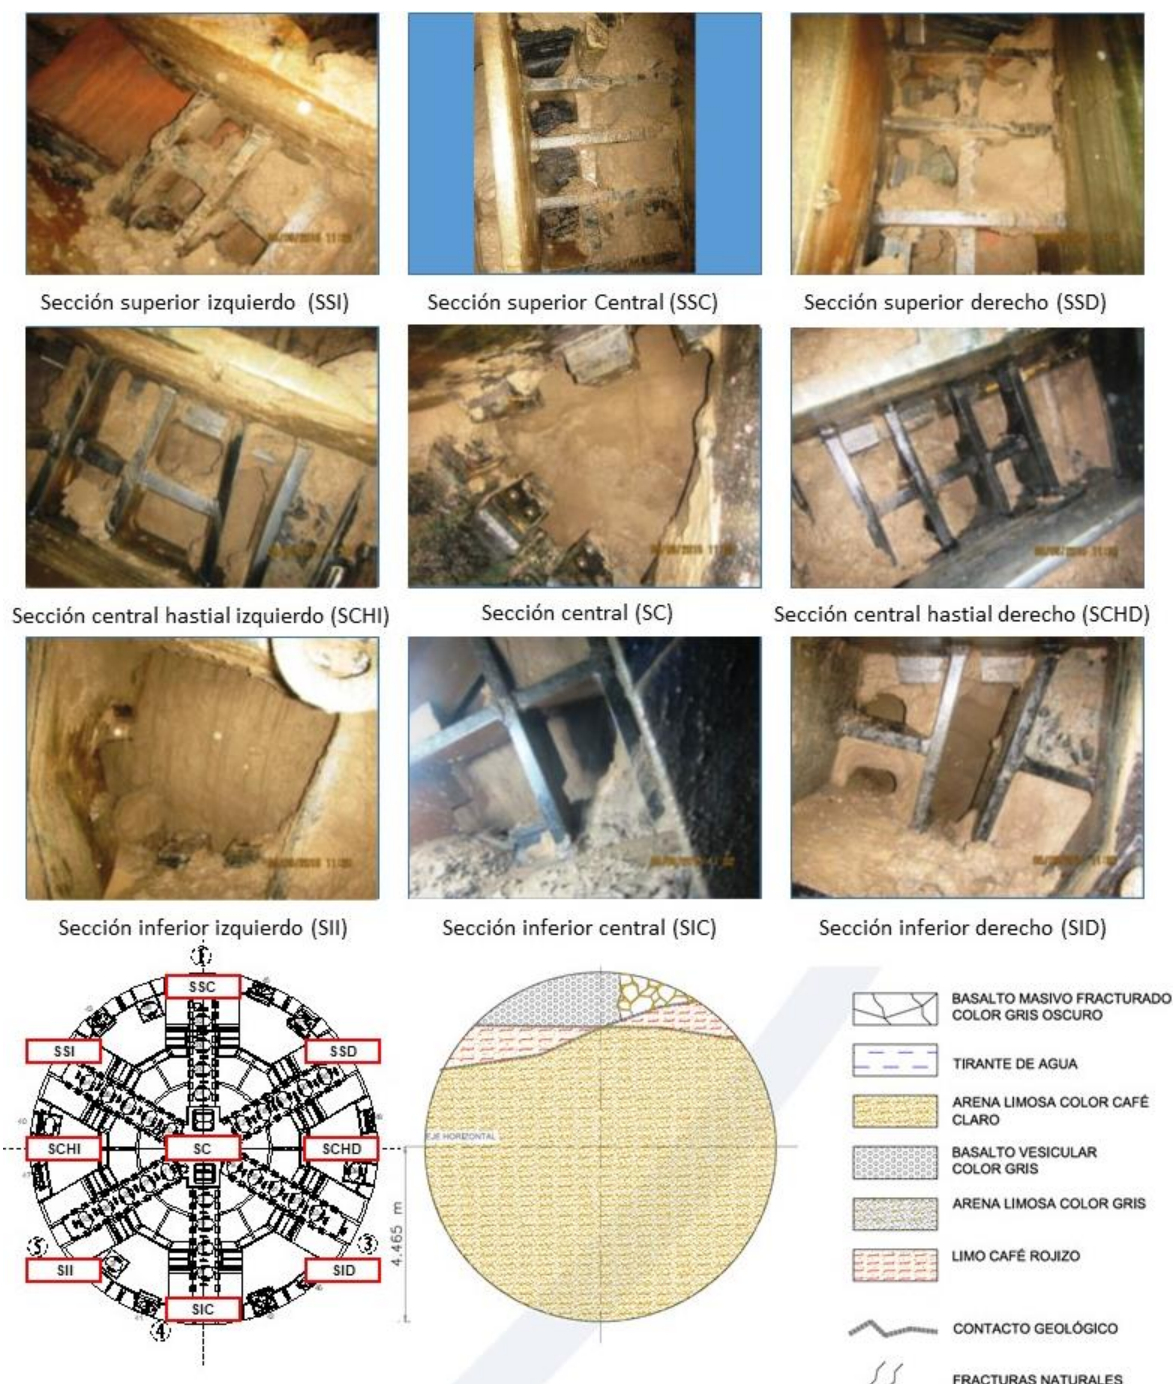 Sección superior izquierdo (SSI)
Sección superior Central (SSC)
Sección superior derecho (SSD)
Sección central hastial izquierdo (SCHI)
Sección central (SC)
Sección central hastial derecho (SCHD)
Sección inferior izquierdo (SII)
Sección inferior central (SIC)
Sección inferior derecho (SID)
1
SSC
SSI
SSD
SCHI
SC
SCHD
5
3
SII
SID
SIC
4
EJE HORIZONTAL
4.465 m
BASALTO MASIVO FRACTURADO
COLOR GRIS OSCURO
TIRANTE DE AGUA
ARENA LIMOSA COLOR CAFÉ
CLARO
BASALTO VESICULAR
COLOR GRIS
ARENA LIMOSA COLOR GRIS
LIMO CAFÉ ROJIZO
CONTACTO GEOLÓGICO
FRACTURAS NATURALES